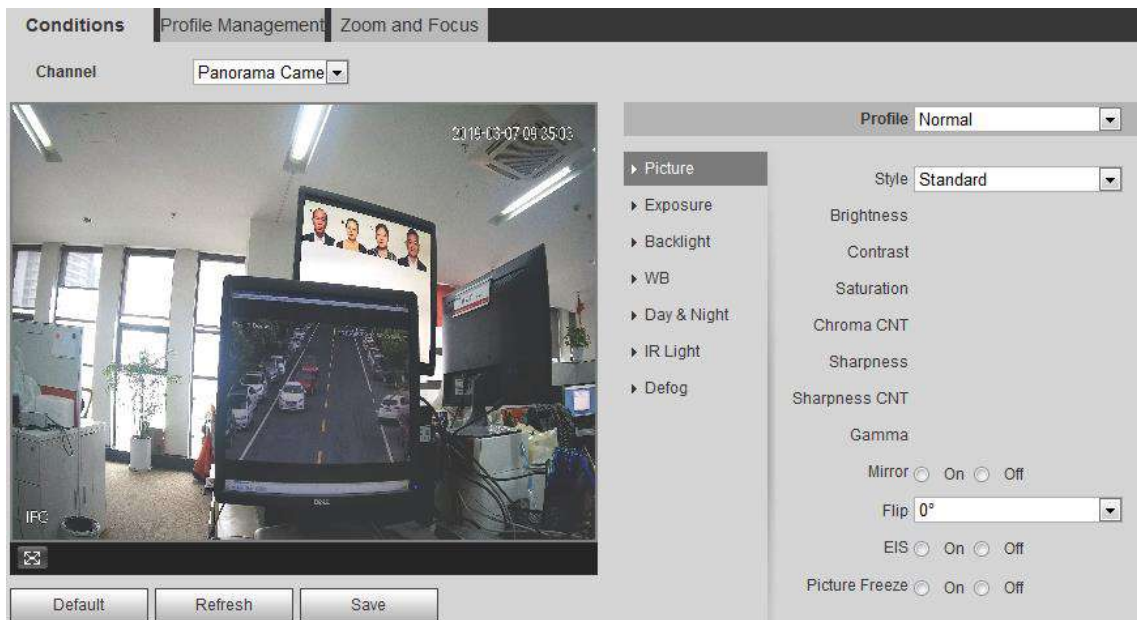 Conditions
Profile Management
Zoom and Focus
Channel
Panorama Came
2019-03-07 09:35:03
IPC
Default
Refresh
Save
Profile
Normal
Picture
Exposure
Backlight
WB
Day & Night
IR Light
Defog
Style
Standard
Brightness
Contrast
Saturation
Chroma CNT
Sharpness
Sharpness CNT
Gamma
Mirror On Off
Flip 0°
EIS On Off
Picture Freeze On Off